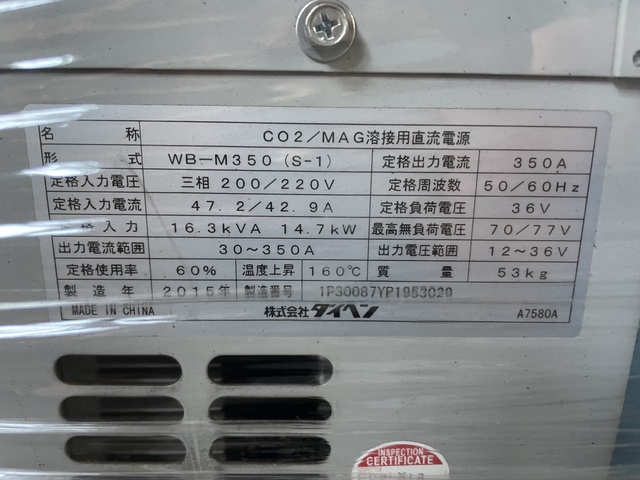 名 称 CO2/MAG溶接用直流電源
形 式 WB-M350 (S-1) 定格出力電流 350A
定格入力電圧 三相 200/220V 定格周波数 50/60Hz
定格入力電流 47.2/42.9A 定格負荷電圧 36V
格入力 16.3kVA 14.7kW 最高無負荷電圧 70/77V
出力電流範囲 30~350A 出力電圧範囲 12~36V
定格使用率 60% 温度上昇 160℃ 質 量 53kg
製造年 2015年 製造番号 1P30087YP1953029
MADE IN CHINA 株式会社ダイヘン A7580A
INSPECTION
CERTIFICATE